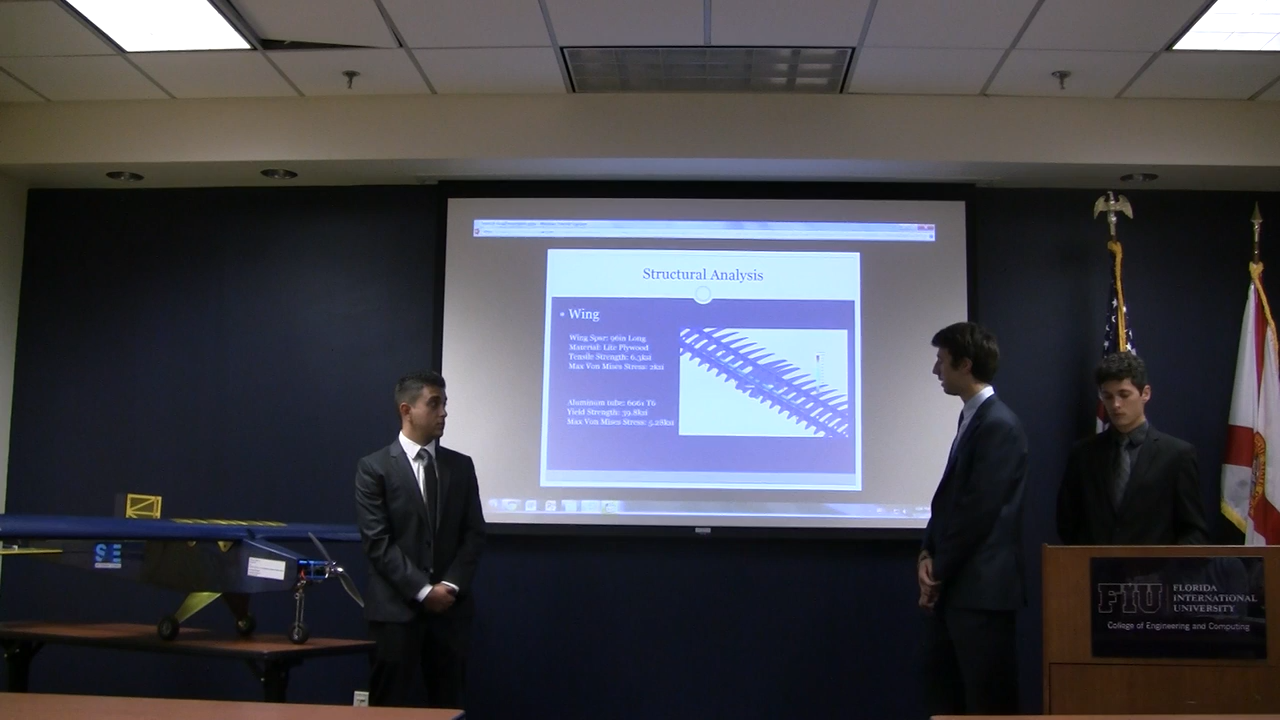 Structural Analysis
• Wing
Wing Spar: 96in Long
Material: Lite Plywood
Tensile Strength: 6.3ksi
Max Von Mises Stress: 2ksi
Aluminum tube: 6061 T6
Yield Strength: 39.8ksi
Max Von Mises Stress: 5.28ksi
SAE
FIU
FLORIDA
INTERNATIONAL
UNIVERSITY
College of Engineering and Computing